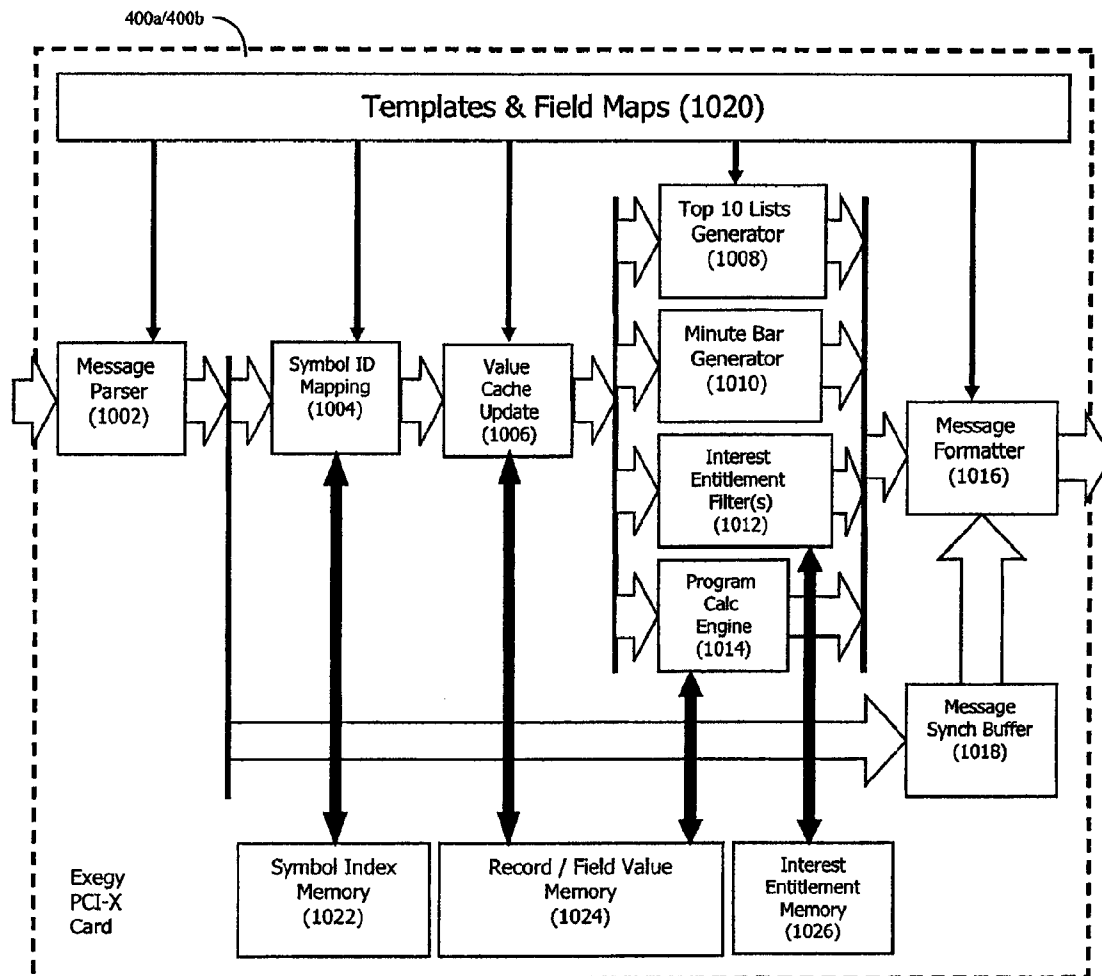 400a/400b
Templates & Field Maps (1020)
Message
Parser
(1002)
Symbol ID
Mapping
(1004)
Value
Cache
Update
(1006)
Top 10 Lists
Generator
(1008)
Minute Bar
Generator
(1010)
Interest
Entitlement
Filter(s)
(1012)
Program
Calc
Engine
(1014)
Message
Formatter
(1016)
Message
Synch Buffer
(1018)
Exegy
PCI-X
Card
Symbol Index
Memory
(1022)
Record / Field Value
Memory
(1024)
Interest
Entitlement
Memory
(1026)